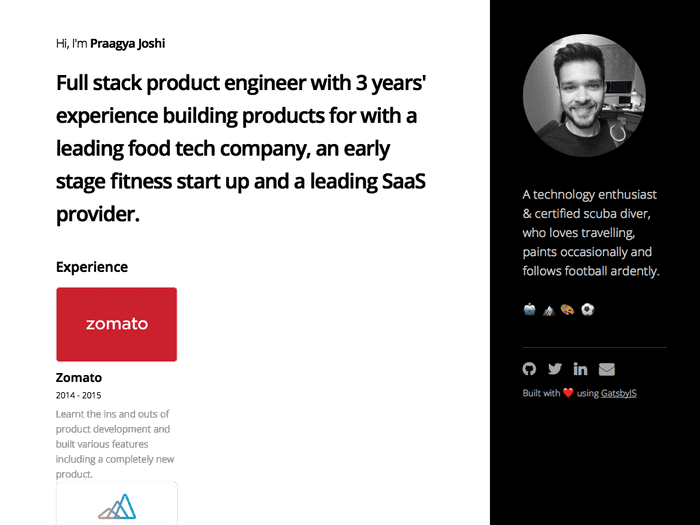 Hi, I'm Praagya Joshi
Full stack product engineer with 3 years'
experience building products for with a
leading food tech company, an early
stage fitness start up and a leading SaaS
provider.
Experience
zomato
Zomato
2014 - 2015
Learnt the ins and outs of
product development and
built various features
including a completely new
product.
A technology enthusiast
& certified scuba diver,
who loves travelling,
paints occasionally and
follows football ardently.
Built with ❤️ using GatsbyJS